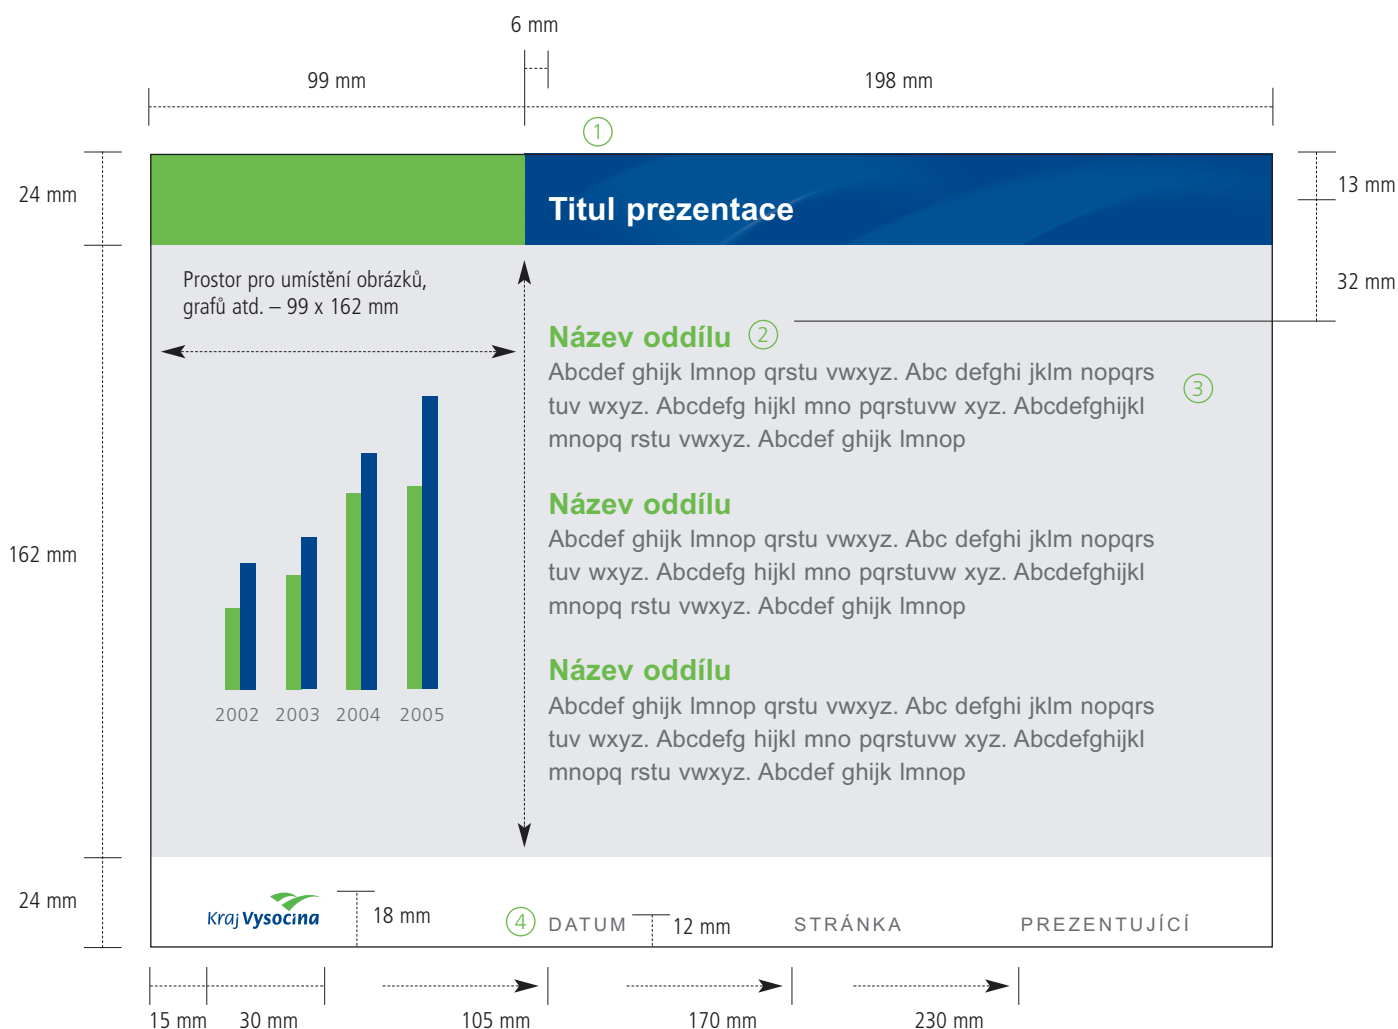 6 mm
99 mm
198 mm
1
24 mm
13 mm
Titul prezentace
Prostor pro umístění obrázků,
grafů atd. – 99 x 162 mm
32 mm
Název oddílu 2
Abcdef ghijk lmnop qrstu vwxyz. Abc defghi jklm nopqrs
tuv wxyz. Abcdefg hijkl mno pqrstuvw xyz. Abcdefghijkl
mnopq rstu vwxyz. Abcdef ghijk lmnop
3
Název oddílu
Abcdef ghijk lmnop qrstu vwxyz. Abc defghi jklm nopqrs
tuv wxyz. Abcdefg hijkl mno pqrstuvw xyz. Abcdefghijkl
mnopq rstu vwxyz. Abcdef ghijk lmnop
162 mm
Název oddílu
Abcdef ghijk lmnop qrstu vwxyz. Abc defghi jklm nopqrs
tuv wxyz. Abcdefg hijkl mno pqrstuvw xyz. Abcdefghijkl
mnopq rstu vwxyz. Abcdef ghijk lmnop
2002 2003 2004 2005
24 mm
Kraj Vysočina
18 mm
4 DATUM 12 mm STRÁNKA PREZENTUJÍCÍ
15 mm 30 mm 105 mm 170 mm 230 mm